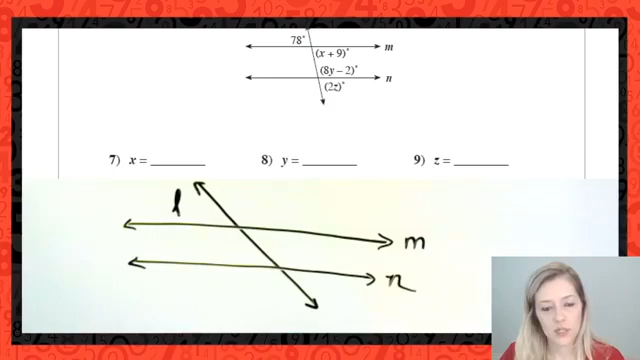 78°
m
(x + 9)°
(8y – 2)°
n
(2z)°
7) x = ________ 8) y = ________ 9) z = ________
l
m
n